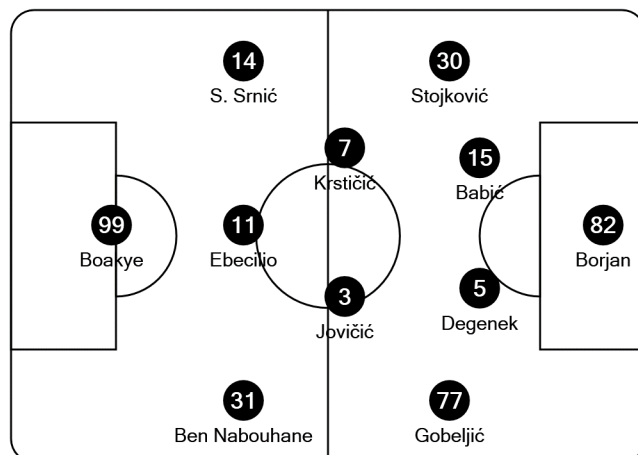 14
S. Srnić
30
Stojković
7
Krstičić
15
Babić
99
Boakye
11
Ebecilio
82
Borjan
3
Jovičić
5
Degenek
31
Ben Nabouhane
77
Gobeljić